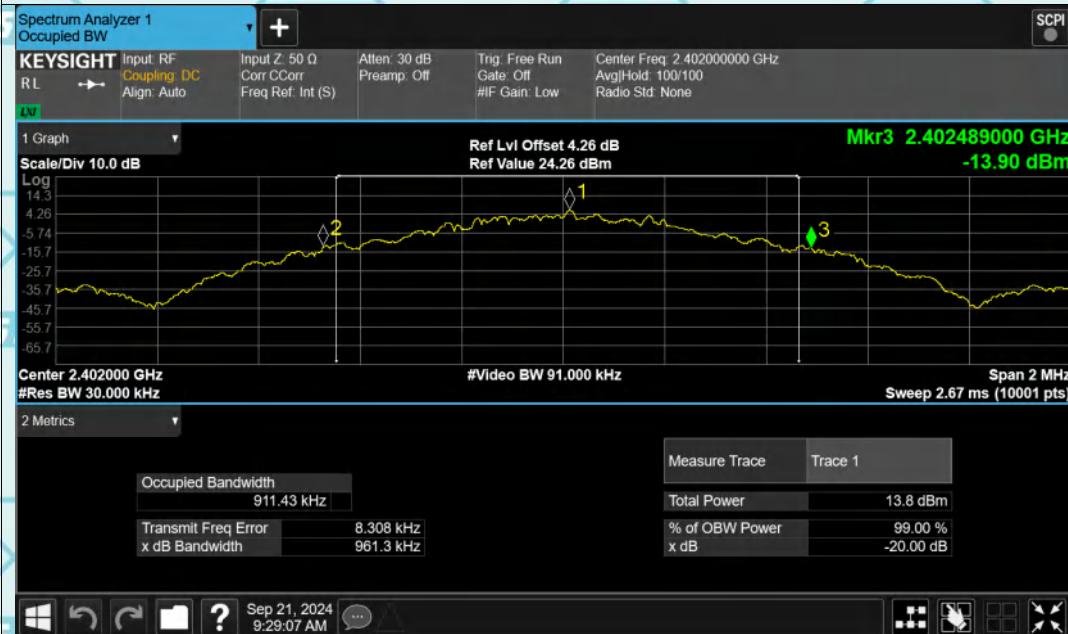 Spectrum Analyzer 1
Occupied BW
+
SCPI
KEYSIGHT Input: RF Input Z: 50 Ω Atten: 30 dB Trig: Free Run Center Freq: 2.402000000 GHz
RL Coupling: DC Corr CCorr Preamp: Off Gate: Off Avg|Hold: 100/100
Align: Auto Freq Ref: Int (S) #IF Gain: Low Radio Std: None
LXI
1 Graph
Ref Lvl Offset 4.26 dB
Mkr3 2.402489000 GHz
Scale/Div 10.0 dB
Ref Value 24.26 dBm
-13.90 dBm
Log
14.3
4.26
-5.74
-15.7
-25.7
-35.7
-45.7
-55.7
-65.7
1
2
3
Center 2.402000 GHz #Video BW 91.000 kHz Span 2 MHz
#Res BW 30.000 kHz Sweep 2.67 ms (10001 pts)
2 Metrics
Measure Trace Trace 1
Occupied Bandwidth
911.43 kHz
Total Power 13.8 dBm
Transmit Freq Error 8.308 kHz
% of OBW Power 99.00 %
x dB Bandwidth 961.3 kHz
x dB -20.00 dB
?
Sep 21, 2024
9:29:07 AM